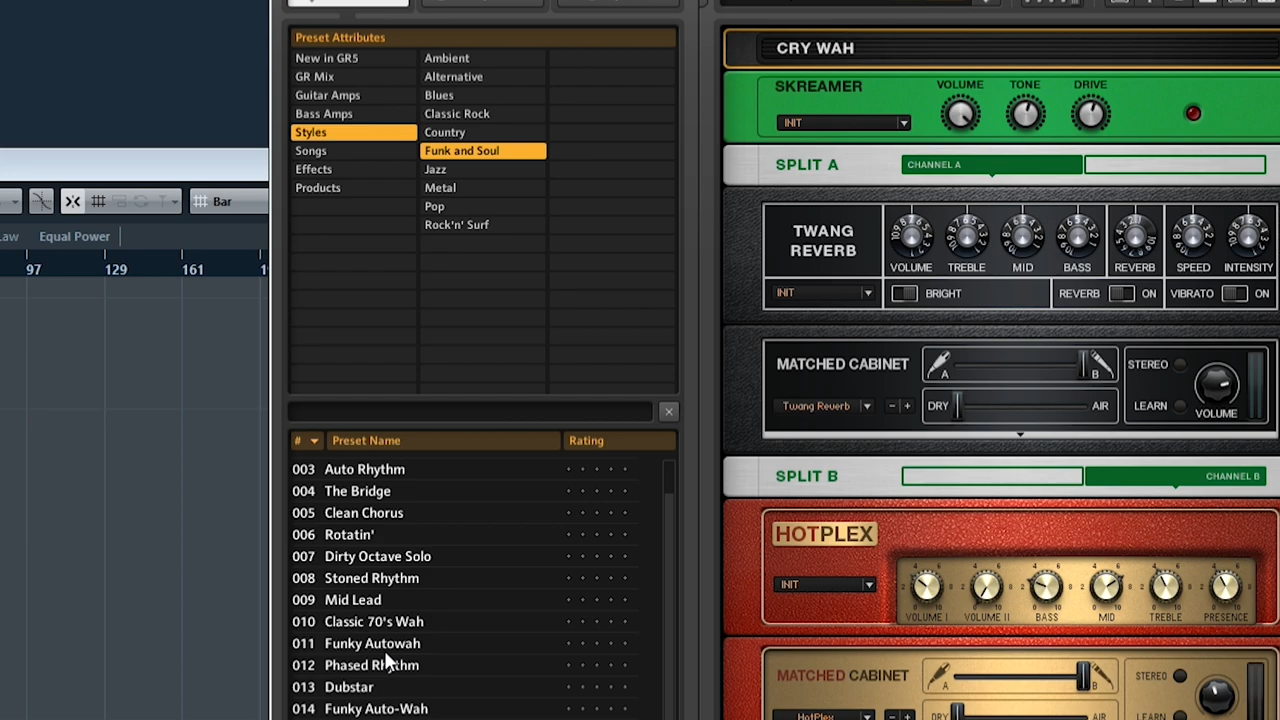 Preset Attributes
New in GR5
GR Mix
Guitar Amps
Bass Amps
Styles
Songs
Effects
Products
Ambient
Alternative
Blues
Classic Rock
Country
Funk and Soul
Jazz
Metal
Pop
Rock'n' Surf
Bar
Equal Power
97 129 161
# Preset Name Rating
003 Auto Rhythm
004 The Bridge
005 Clean Chorus
006 Rotatin'
007 Dirty Octave Solo
008 Stoned Rhythm
009 Mid Lead
010 Classic 70's Wah
011 Funky Autowah
012 Phased Rhythm
013 Dubstar
014 Funky Auto-Wah
CRY WAH
SKREAMER
INIT
VOLUME TONE DRIVE
SPLIT A
CHANNEL A
TWANG
REVERB
VOLUME TREBLE MID BASS REVERB SPEED INTENSITY
INIT
BRIGHT REVERB ON VIBRATO ON
MATCHED CABINET
A B
STEREO
Twang Reverb
- +
DRY AIR
LEARN
VOLUME
SPLIT B
CHANNEL B
HOTPLEX
INIT
VOLUME I VOLUME II BASS MID TREBLE PRESENCE
MATCHED CABINET
A B
STEREO
HotPlex
DRY AIR
LEARN